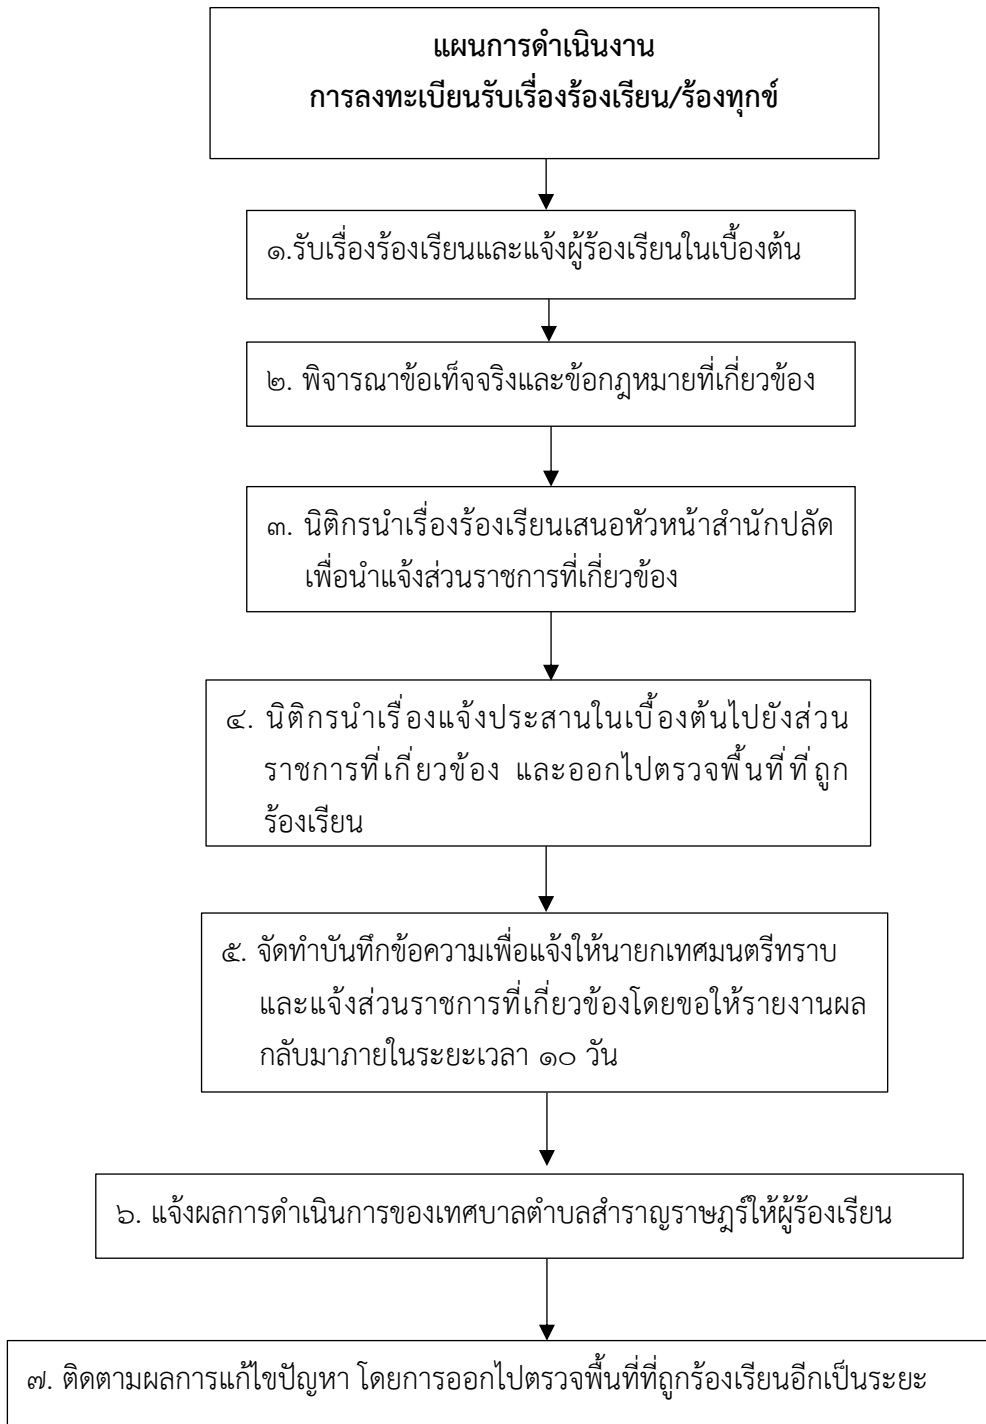 แผนการดำเนินงาน
การลงทะเบียนรับเรื่องร้องเรียน/ร้องทุกข์
๑.รับเรื่องร้องเรียนและแจ้งผู้ร้องเรียนในเบื้องต้น
๒. พิจารณาข้อเท็จจริงและข้อกฎหมายที่เกี่ยวข้อง
๓. นิติกรนำเรื่องร้องเรียนเสนอหัวหน้าสำนักปลัด
เพื่อนำแจ้งส่วนราชการที่เกี่ยวข้อง
๔. นิติกรนำเรื่องแจ้งประสานในเบื้องต้นไปยังส่วน
ราชการที่เกี่ยวข้อง และออกไปตรวจพื้นที่ที่ถูก
ร้องเรียน
๕. จัดทำบันทึกข้อความเพื่อแจ้งให้นายกเทศมนตรีทราบ
และแจ้งส่วนราชการที่เกี่ยวข้องโดยขอให้รายงานผล
กลับมาภายในระยะเวลา ๑๐ วัน
๖. แจ้งผลการดำเนินการของเทศบาลตำบลสำราญราษฎร์ให้ผู้ร้องเรียน
๗. ติดตามผลการแก้ไขปัญหา โดยการออกไปตรวจพื้นที่ที่ถูกร้องเรียนอีกเป็นระยะ